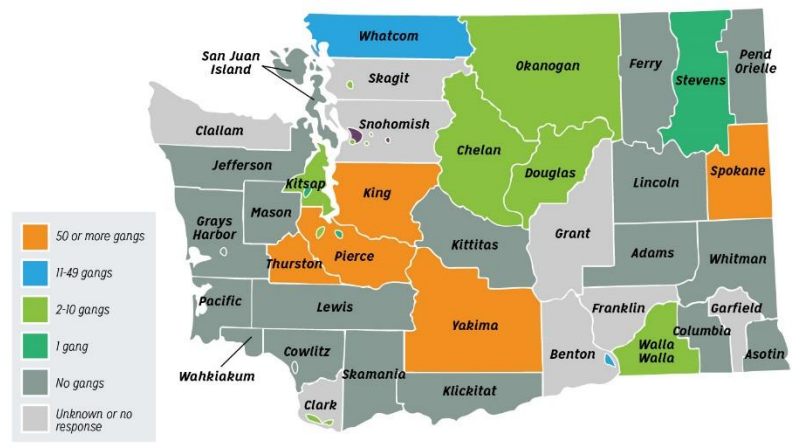 Whatcom
San Juan
Island
Skagit
Okanogan
Ferry
Pend
Orielle
Stevens
Snohomish
Clallam
Chelan
Jefferson
Kitsap
King
Douglas
Lincoln
Spokane
Mason
Grays
Harbor
Grant
Kittitas
Pierce
Thurston
Adams
Whitman
Pacific
Lewis
Yakima
Franklin
Garfield
Columbia
Walla
Walla
Benton
Asotin
Wahkiakum
Cowlitz
Skamania
Klickitat
Clark
50 or more gangs
11-49 gangs
2-10 gangs
1 gang
No gangs
Unknown or no
response